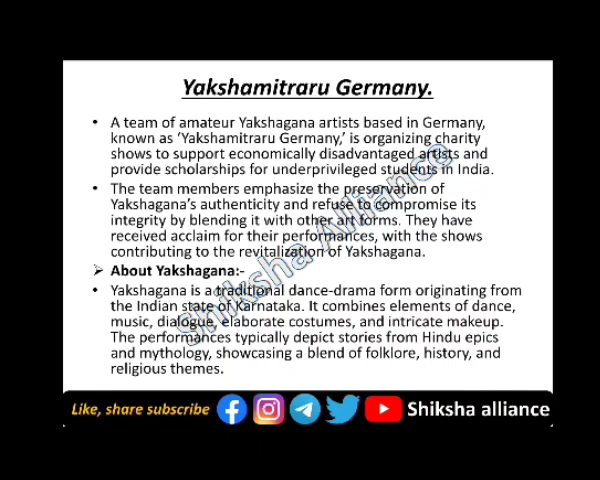 Yakshamitraru Germany.
• A team of amateur Yakshagana artists based in Germany,
known as ‘Yakshamitraru Germany,’ is organizing charity
shows to support economically disadvantaged artists and
provide scholarships for underprivileged students in India.
• The team members emphasize the preservation of
Yakshagana’s authenticity and refuse to compromise its
integrity by blending it with other art forms. They have
received acclaim for their performances, with the shows
contributing to the revitalization of Yakshagana.
➢ About Yakshagana:-
• Yakshagana is a traditional dance-drama form originating from
the Indian state of Karnataka. It combines elements of dance,
music, dialogue, elaborate costumes, and intricate makeup.
The performances typically depict stories from Hindu epics
and mythology, showcasing a blend of folklore, history, and
religious themes.
Shiksha Alliance
Like, share subscribe Shiksha alliance